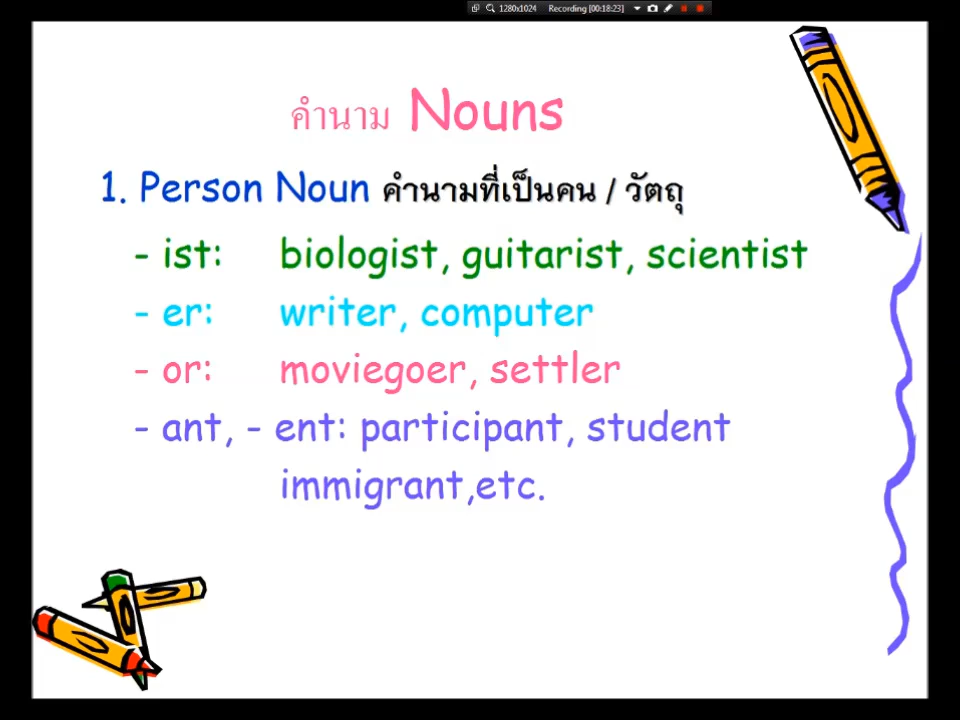 1280x1024 Recording [00:18:23]
คำนาม Nouns
1. Person Noun คำนามที่เป็นคน / วัตถุ
- ist: biologist, guitarist, scientist
- er: writer, computer
- or: moviegoer, settler
- ant, - ent: participant, student
immigrant,etc.